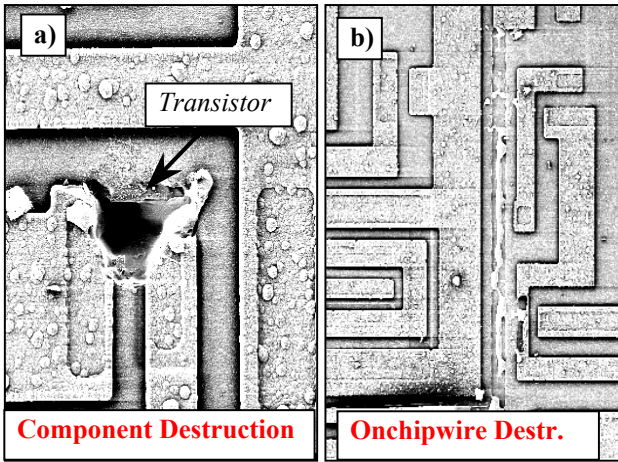 a)
Transistor
Component Destruction
b)
Onchipwire Destr.